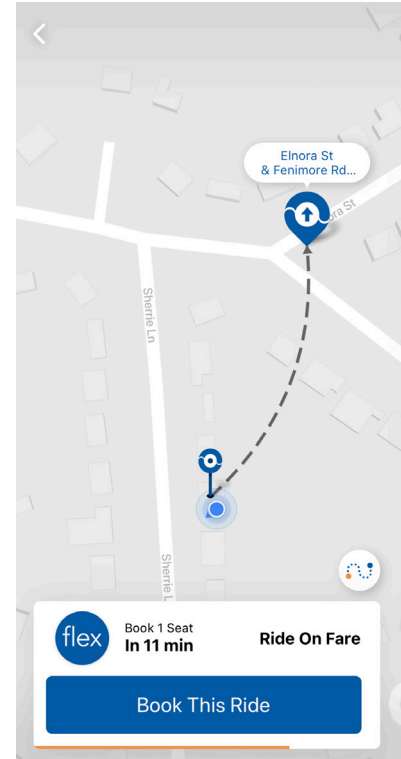 Elnora St
& Fenimore Rd...
ora St
Sherrie Ln
Sherrie L
flex
Book 1 Seat
In 11 min
Ride On Fare
Book This Ride